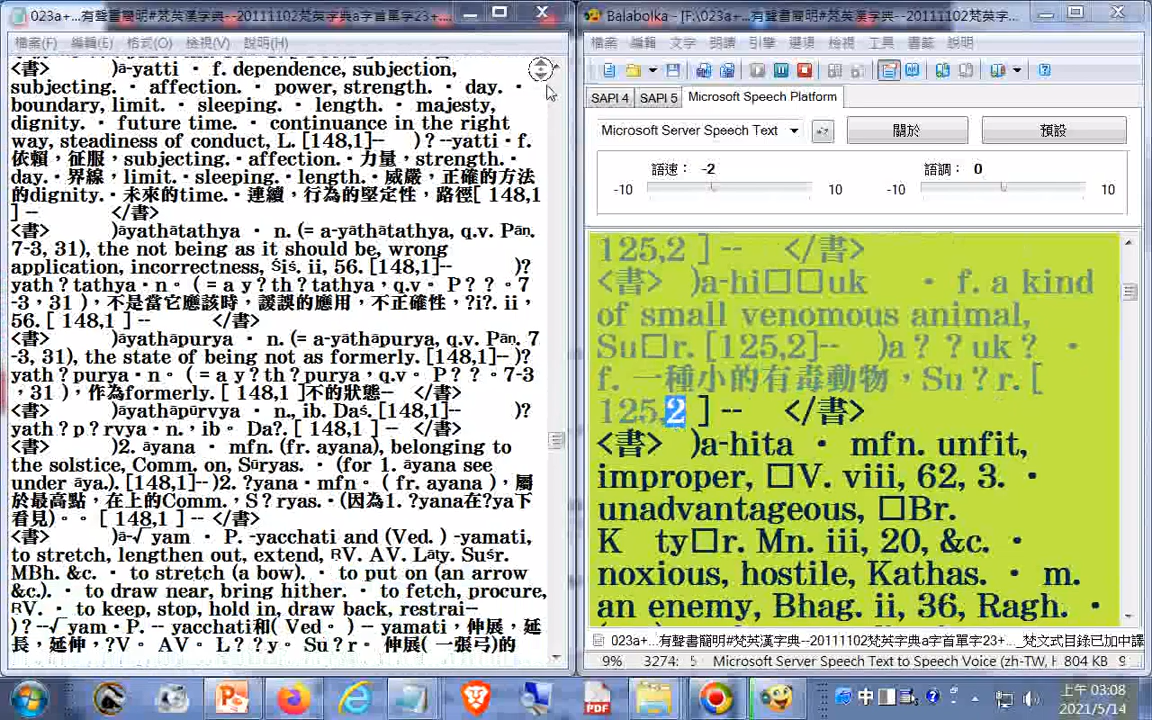 023a+...有聲書簡明#梵英漢字典--20111102梵英字典a字首單字23+...
檔案(F) 編輯(E) 格式(O) 檢視(V) 說明(H)
<書> )ā-yatti • f. dependence, subjection,
subjecting. • affection. • power, strength. • day. •
boundary, limit. • sleeping. • length. • majesty,
dignity. • future time. • continuance in the right
way, steadiness of conduct, L. [148,1]-- )? --yatti • f.
依賴，征服，subjecting. • affection. • 力量，strength. •
day. • 界線，limit. • sleeping. • length. • 威嚴，正確的方法
的dignity. • 未來的time. • 連續，行為的堅定性，路徑[ 148,1
] -- </書>
<書> )āyathātathya • n. (= a-yāthātathya, q.v. Pāṇ.
7-3, 31), the not being as it should be, wrong
application, incorrectness, Śiś. ii, 56. [148,1]-- )?
yath ? tathya • n。 ( = a y ? th ? tathya，q.v。 P ? ? 。7
-3，31 )，不是當它應該時，誤誤的應用，不正確性，?i?. ii，
56. [ 148,1 ] -- </書>
<書> )āyathāpurya • n. (= a-yāthāpurya, q.v. Pāṇ. 7
-3, 31), the state of being not as formerly. [148,1]--
yath ? purya • n。 ( = a y ? th ? purya，q.v。 P ? ? 。7-3
，31 )，作為formerly. [ 148,1 ]不的狀態-- </書>
<書> )āyathāpūrvya • n., ib. Daś. [148,1]-- )?
yath ? p ? rvya • n.，ib。 Da?. [ 148,1 ] -- </書>
<書> )2. āyana • mfn. (fr. ayana), belonging to
the solstice, Comm. on, Sūryas. • (for 1. āyana see
under āya.). [148,1]-- )2. ?yana • mfn。 ( fr. ayana )，屬
於最高點，在上的Comm，S ? ryas. • (因為1. ?yana在?ya下
看見)。。[ 148,1 ] -- </書>
<書> )ā-√ yam • P. -yacchati and (Ved. ) -yamati,
to stretch, lengthen out, extend, RV. AV. Lāṭy. Suśr.
MBh. &c. • to stretch (a bow). • to put on (an arrow
&c.). • to draw near, bring hither. • to fetch, procure,
RV. • to keep, stop, hold in, draw back, restrai--
)? --√ yam • P. -- yacchati和( Ved。 ) -- yamati，伸展，延
長，延伸，?V。 AV。 L ? ? y。 Su ? r。 伸展( 一張弓)的
Balabolka - [F:\023a+...有聲書簡明#梵英漢字典--20111102梵英字...
檔案 編輯 文字 朗讀 引擎 選項 檢視 工具 書籤 說明
SAPI 4 SAPI 5 Microsoft Speech Platform
Microsoft Server Speech Text 關於 預設
語速： -2 語調： 0
-10 10 -10 10
125,2 ] -- </書>
<書> )a-hi□□uk • f. a kind
of small venomous animal,
Su□r. [125,2]-- )a ? ? uk ? •
f. 一種小的有毒動物，Su ? r. [
125,2 ] -- </書>
<書> )a-hita • mfn. unfit,
improper, □V. viii, 62, 3. •
unadvantageous, □Br.
K ty□r. Mn. iii, 20, &c. •
noxious, hostile, Kathas. • m.
an enemy, Bhag. ii, 36, Ragh. •
023a+...有聲書簡明#梵英漢字典--20111102梵英字典a字首單字23+..._梵文式目錄已加中譯
9% 3274: 5 Microsoft Server Speech Text to Speech Voice (zh-TW, H 804 KB 9
中 上午 03:08
2021/5/14